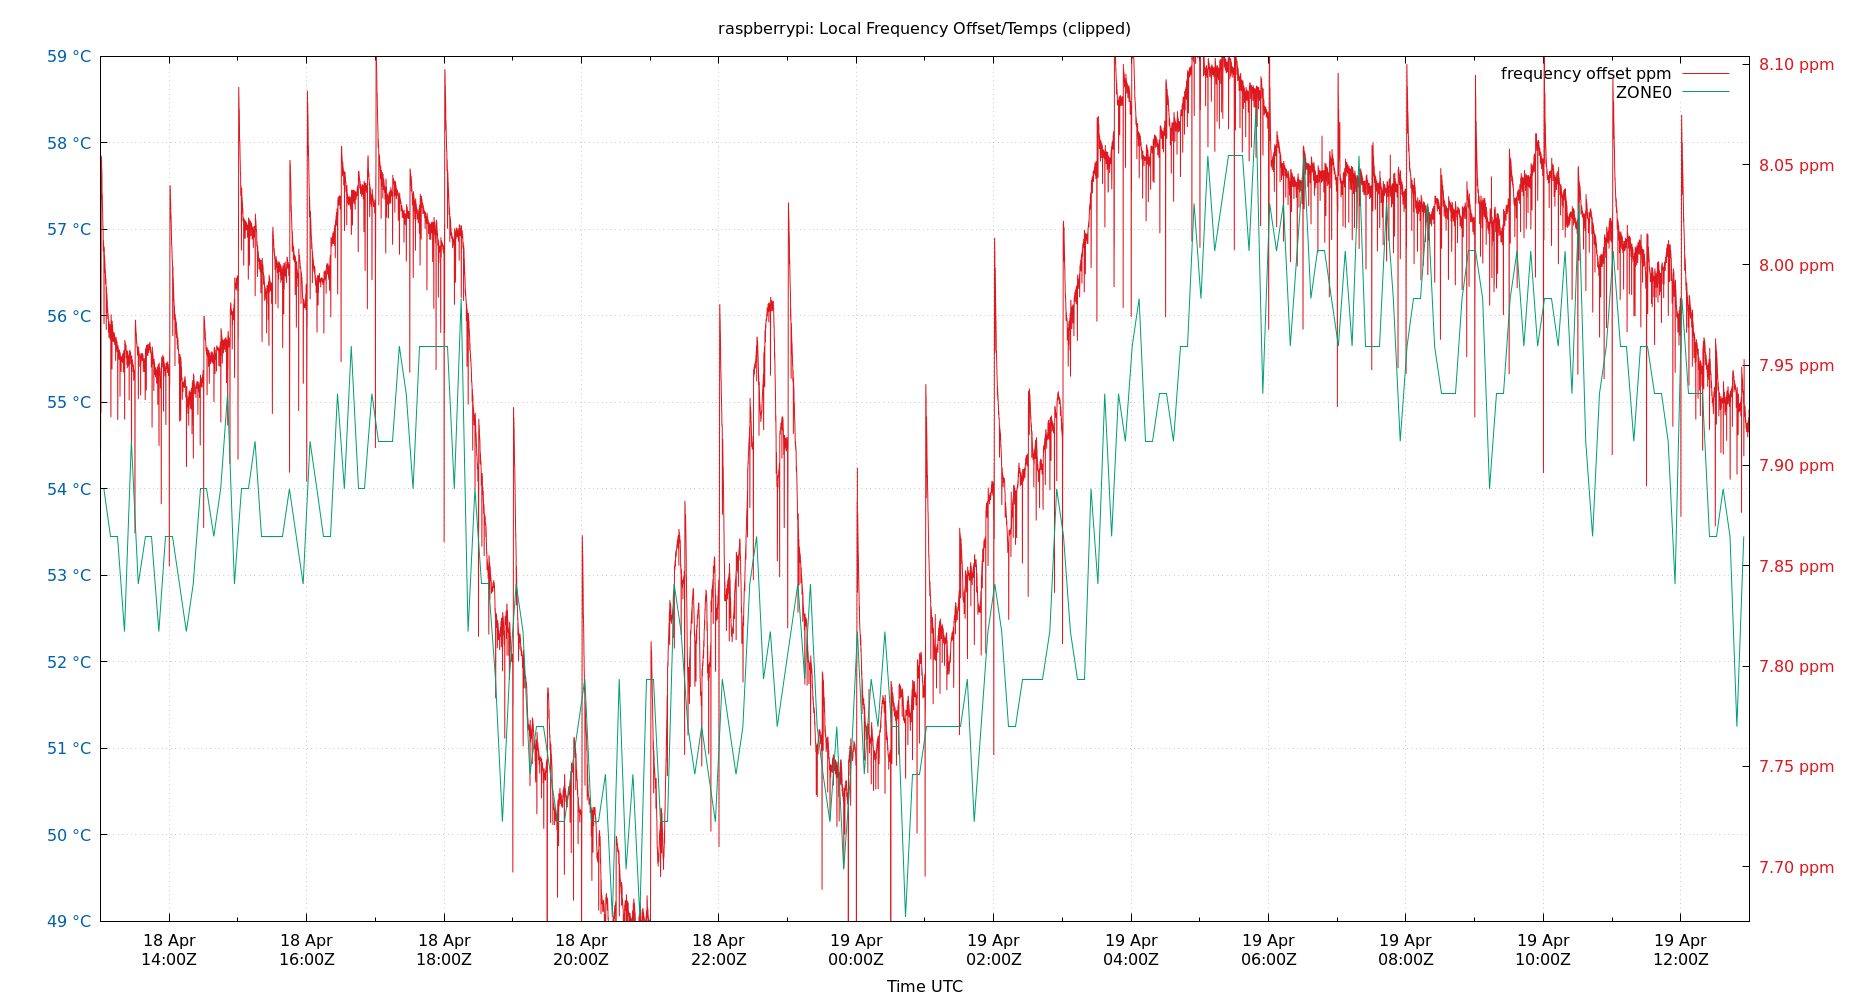 raspberrypi: Local Frequency Offset/Temps (clipped)
59 °C
58 °C
57 °C
56 °C
55 °C
54 °C
53 °C
52 °C
51 °C
50 °C
49 °C
frequency offset ppm
ZONE0
8.10 ppm
8.05 ppm
8.00 ppm
7.95 ppm
7.90 ppm
7.85 ppm
7.80 ppm
7.75 ppm
7.70 ppm
18 Apr
14:00Z
18 Apr
16:00Z
18 Apr
18:00Z
18 Apr
20:00Z
18 Apr
22:00Z
19 Apr
00:00Z
19 Apr
02:00Z
19 Apr
04:00Z
19 Apr
06:00Z
19 Apr
08:00Z
19 Apr
10:00Z
19 Apr
12:00Z
Time UTC